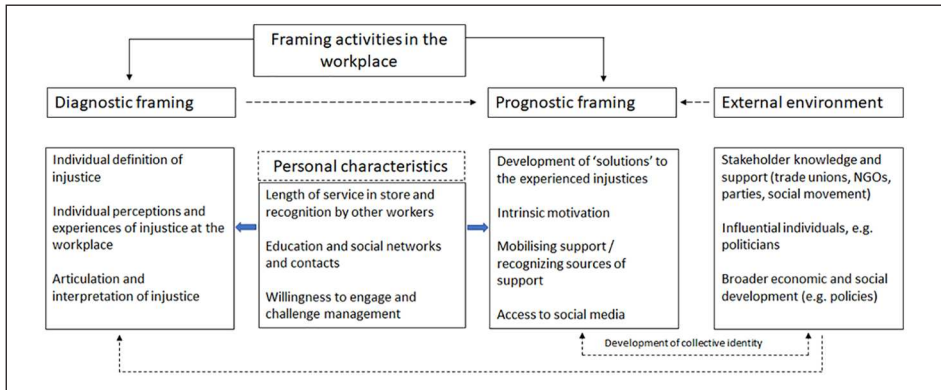 Framing activities in the
workplace
Diagnostic framing
Prognostic framing
External environment
Individual definition of
injustice
Individual perceptions and
experiences of injustice at the
workplace
Articulation and
interpretation of injustice
Personal characteristics
Length of service in store and
recognition by other workers
Education and social networks
and contacts
Willingness to engage and
challenge management
Development of ‘solutions’ to
the experienced injustices
Intrinsic motivation
Mobilising support /
recognizing sources of
support
Access to social media
Stakeholder knowledge and
support (trade unions, NGOs,
parties, social movement)
Influential individuals, e.g.
politicians
Broader economic and social
development (e.g. policies)
Development of collective identity